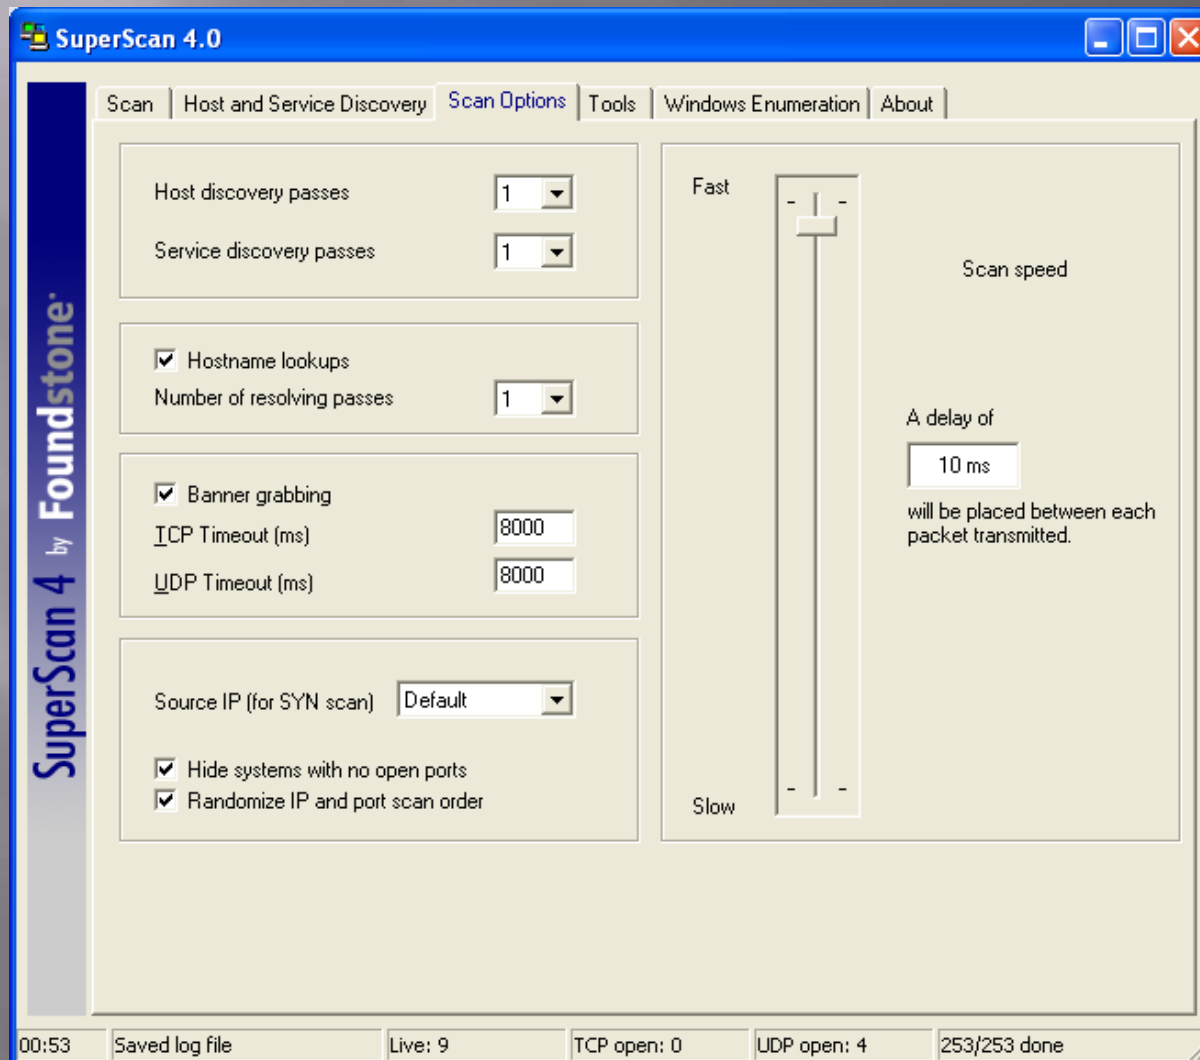 SuperScan 4.0
Scan
Host and Service Discovery
Scan Options
Tools
Windows Enumeration
About
SuperScan 4 by Foundstone
Host discovery passes
1
Service discovery passes
1
Hostname lookups
Number of resolving passes
1
Banner grabbing
TCP Timeout (ms)
8000
UDP Timeout (ms)
8000
Source IP (for SYN scan)
Default
Hide systems with no open ports
Randomize IP and port scan order
Fast
Slow
Scan speed
A delay of
10 ms
will be placed between each
packet transmitted.
00:53
Saved log file
Live: 9
TCP open: 0
UDP open: 4
253/253 done